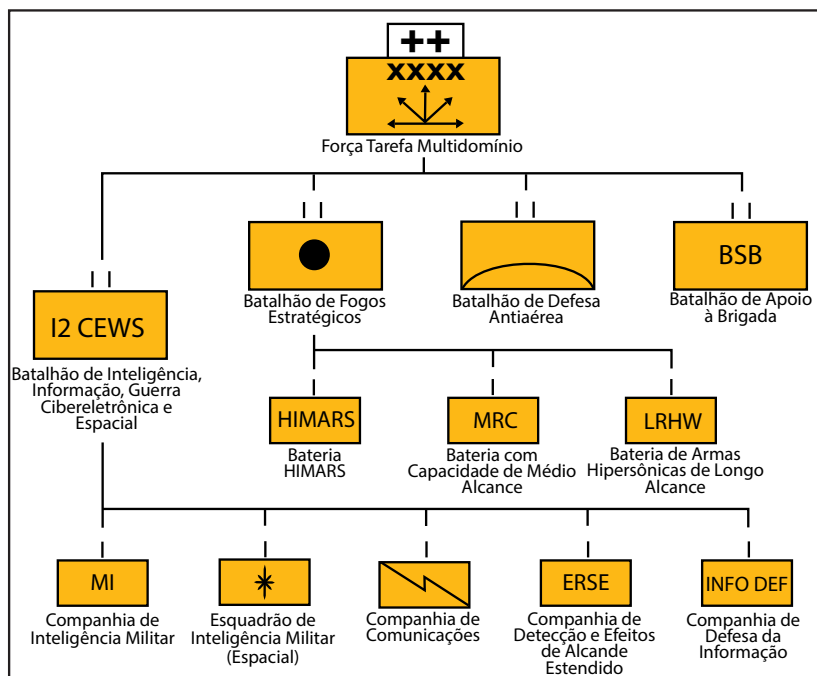 ++
XXXX
Força Tarefa Multidomínio
Batalhão de Fogos
Estratégicos
Batalhão de Defesa
Antiaérea
BSB
Batalhão de Apoio
à Brigada
I2 CEWS
Batalhão de Inteligência,
Informação, Guerra
Cibereletrônica e
Espacial
HIMARS
Bateria
HIMARS
MRC
Bateria com
Capacidade de Médio
Alcance
LRHW
Bateria de Armas
Hipersônicas de Longo
Alcance
MI
Companhia de
Inteligência Militar
Esquadrão de
Inteligência Militar
(Espacial)
Companhia de
Comunicações
ERSE
Companhia de
Detecção e Efeitos
de Alcande
Estendido
INFO DEF
Companhia de
Defesa da
Informação